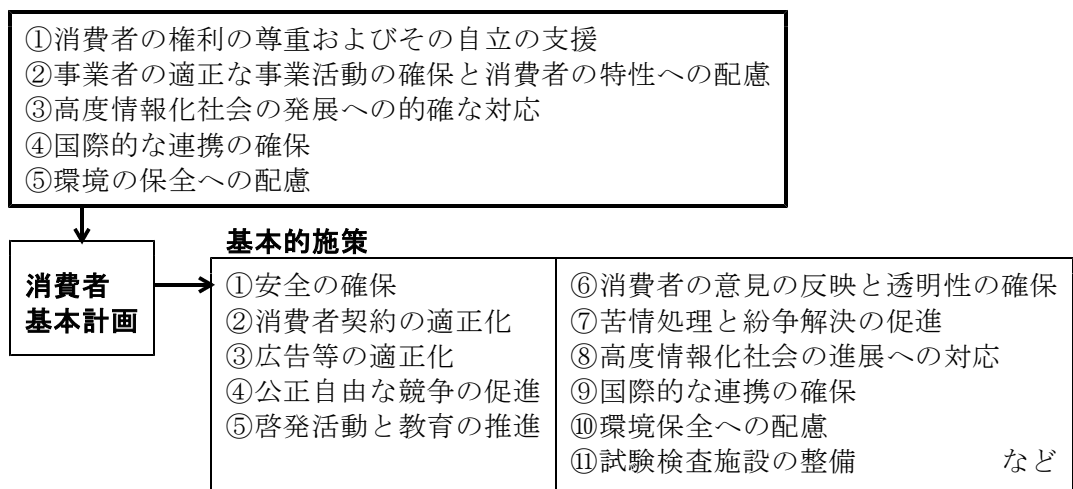 ①消費者の権利の尊重およびその自立の支援
②事業者の適正な事業活動の確保と消費者の特性への配慮
③高度情報化社会の発展への的確な対応
④国際的な連携の確保
⑤環境の保全への配慮
消費者
基本計画
基本的施策
①安全の確保
②消費者契約の適正化
③広告等の適正化
④公正自由な競争の促進
⑤啓発活動と教育の推進
⑥消費者の意見の反映と透明性の確保
⑦苦情処理と紛争解決の促進
⑧高度情報化社会の進展への対応
⑨国際的な連携の確保
⑩環境保全への配慮
⑪試験検査施設の整備　　　　　など